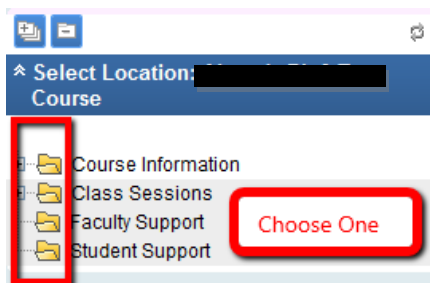 Select Location:
Course
Course Information
Class Sessions
Faculty Support
Student Support
Choose One